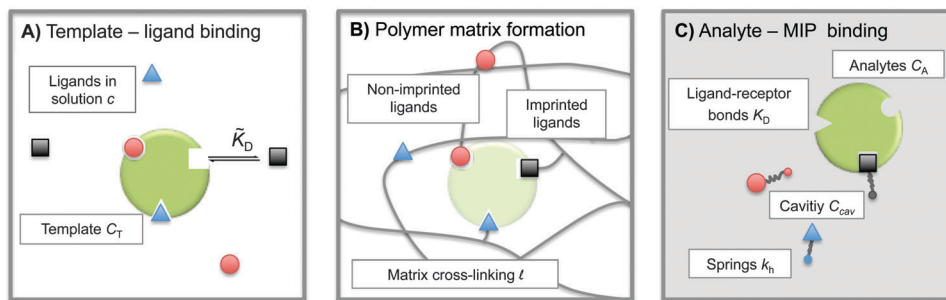 A) Template – ligand binding
Ligands in
solution c
K̃D
Template CT
B) Polymer matrix formation
Non-imprinted
ligands
Imprinted
ligands
Matrix cross-linking ℓ
C) Analyte – MIP binding
Analytes CA
Ligand-receptor
bonds KD
Cavitiy Ccav
Springs kh